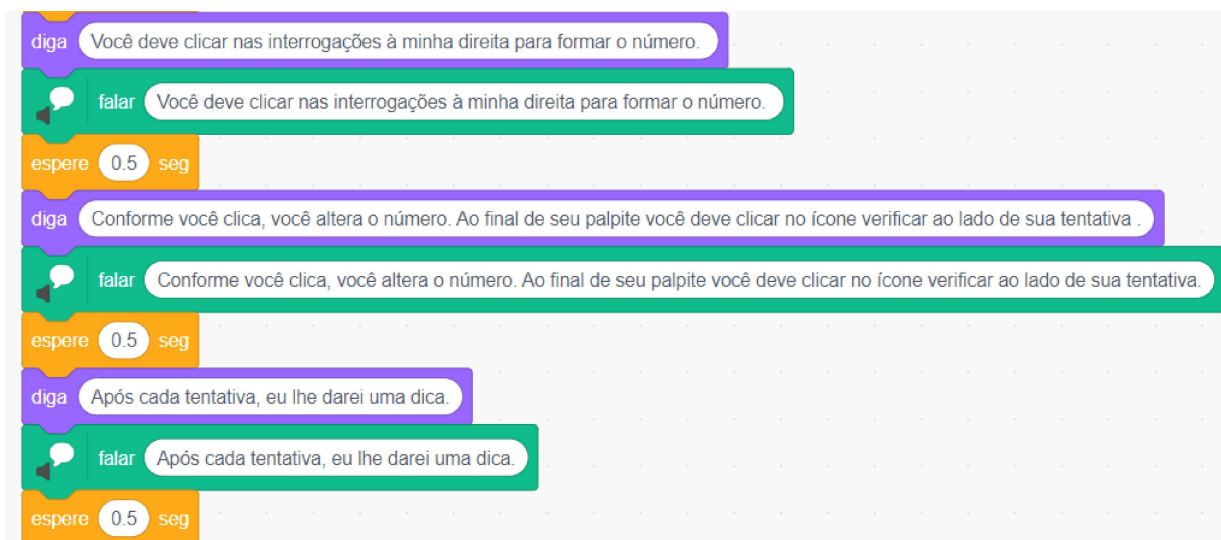 diga Você deve clicar nas interrogações à minha direita para formar o número.
falar Você deve clicar nas interrogações à minha direita para formar o número.
espere 0.5 seg
diga Conforme você clica, você altera o número. Ao final de seu palpite você deve clicar no ícone verificar ao lado de sua tentativa .
falar Conforme você clica, você altera o número. Ao final de seu palpite você deve clicar no ícone verificar ao lado de sua tentativa.
espere 0.5 seg
diga Após cada tentativa, eu lhe darei uma dica.
falar Após cada tentativa, eu lhe darei uma dica.
espere 0.5 seg